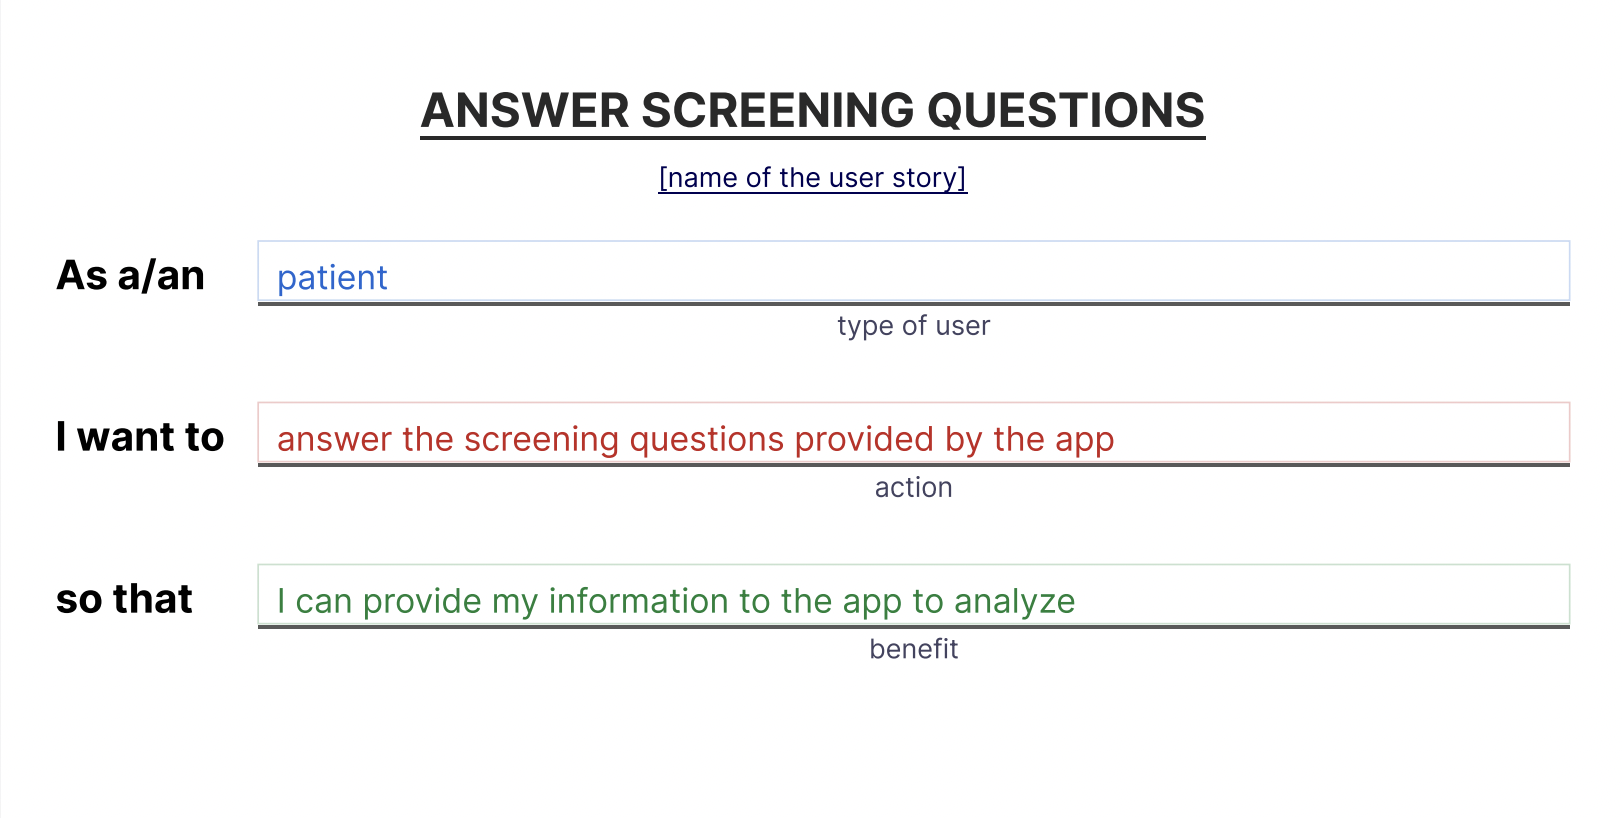 ANSWER SCREENING QUESTIONS
[name of the user story]
As a/an patient
type of user
I want to answer the screening questions provided by the app
action
so that I can provide my information to the app to analyze
benefit